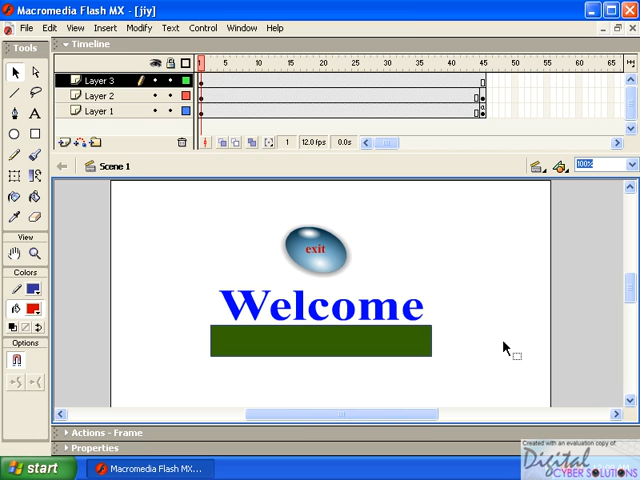 Macromedia Flash MX - [jiy]
File Edit View Insert Modify Text Control Window Help
Tools
Timeline
1 5 10 15 20 25 30 35 40 45 50 55 60 65
Layer 3
Layer 2
Layer 1
a
1 12.0 fps 0.0s
Scene 1
100%
View
Colors
Options
exit
Welcome
Actions - Frame
Properties
Created with an evaluation copy of
Digital
CYBER SOLUTIONS
start
Macromedia Flash MX...